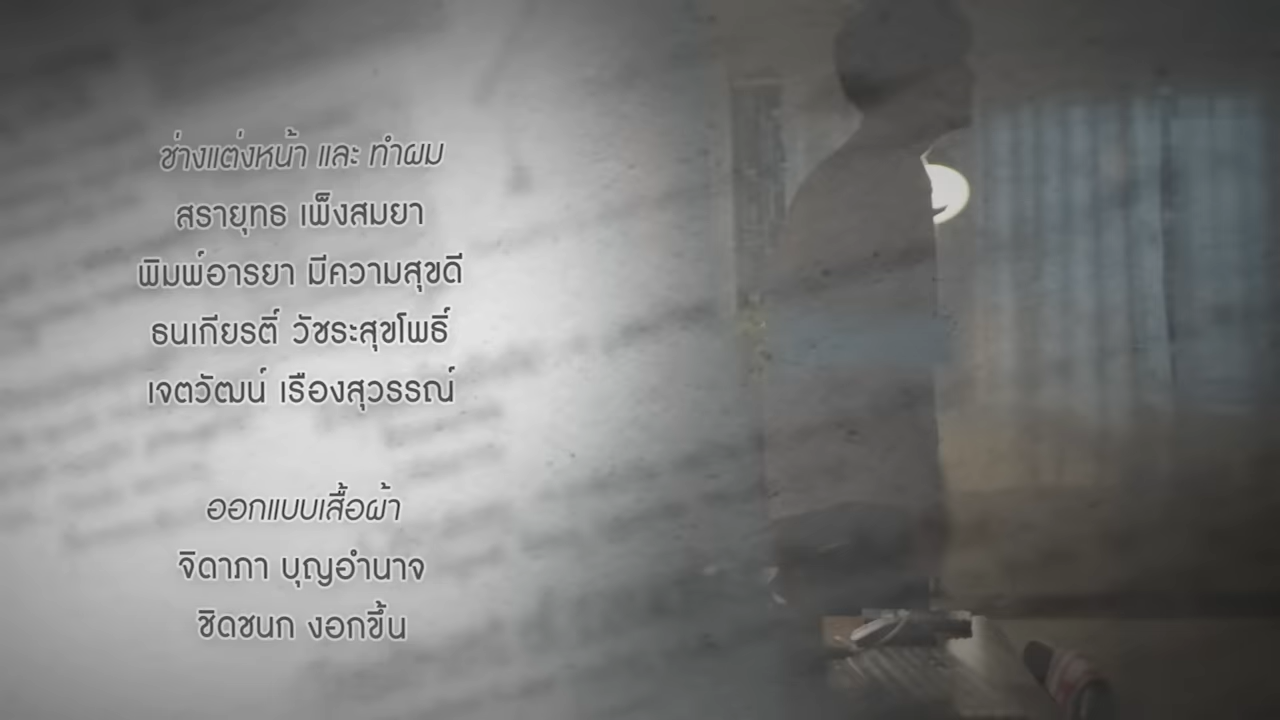 ช่างแต่งหน้า และ ทำผม
สรายุทธ เพ็งสมยา
พิมพ์อารยา มีความสุขดี
ธนเกียรติ์ วัชระสุขโพธิ์
เจตวัฒน์ เรืองสุวรรณ์
ออกแบบเสื้อผ้า
จิดาภา บุญอำนาจ
ชิดชนก งอกขึ้น